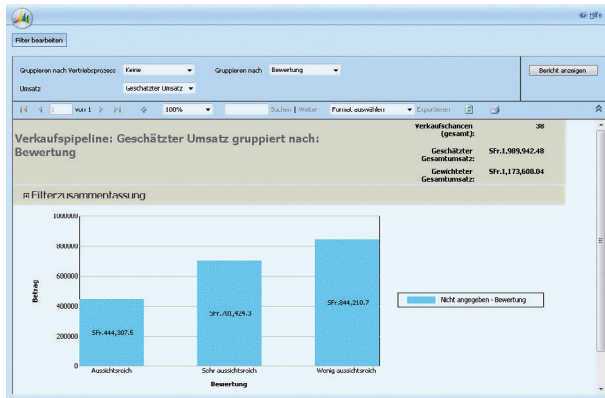 Hilfe
Filter bearbeiten
Gruppieren nach Vertriebsprozess Keine Gruppieren nach Bewertung Bericht anzeigen
Umsatz Geschätzter Umsatz
1 von 1 100% Suchen | Weiter Format auswählen Exportieren
Verkaufspipeline: Geschätzter Umsatz gruppiert nach:
Bewertung
Verkaufschancen
(gesamt): 38
Geschätzter
Gesamtumsatz: SFr.1,989,942.48
Gewichteter
Gesamtumsatz: SFr.1,173,608.04
Filterzusammenfassung
1000000
800000
600000
400000
200000
0
Betrag
SFr.444,307.5
SFr.701,424.3
SFr.844,210.7
Nicht angegeben - Bewertung
Aussichtsreich Sehr aussichtsreich Wenig aussichtsreich
Bewertung